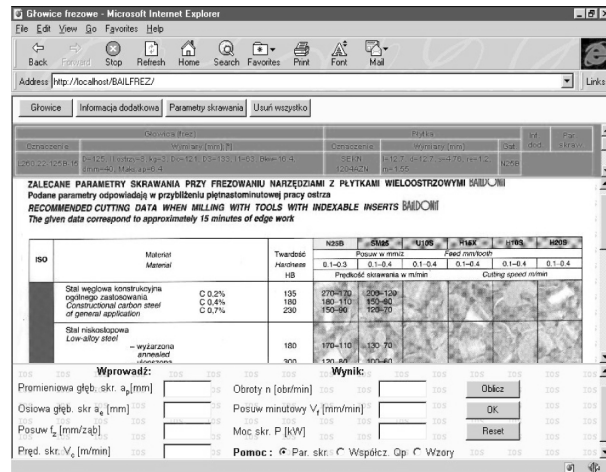 Głowice frezowe - Microsoft Internet Explorer
File Edit View Go Favorites Help
Back Forward Stop Refresh Home Search Favorites Print Font Mail
Address http://localhost/BAILFREZ/ Links
Głowice Informacja dodatkowa Parametry skrawania Usuń wszystko
Głowica (frez) Płytka Inf. dod. Par. skraw.
Oznaczenie Wymiary [mm] Oznaczenie Wymiary [mm] Gat.
SEKN
1204AZN
N25B
ZALECANE PARAMETRY SKRAWANIA PRZY FREZOWANIU NARZĘDZIAMI Z PŁYTKAMI WIELOOSTRZOWYMI BAILDONIT
Podane parametry odpowiadają w przybliżeniu piętnastominutowej pracy ostrza
RECOMMENDED CUTTING DATA WHEN MILLING WITH TOOLS WITH INDEXABLE INSERTS BAILDONIT
The given data correspond to approximately 15 minutes of edge work
N25B SM25 U10S H15X H10S H20S
ISO Materiał Twardość Posuw w mm/z Feed mm/tooth
Material Hardness 0.1–0.3 0.1–0.4 0.1–0.4 0.1–0.4 0.1–0.4 0.1–0.4
HB Prędkość skrawania w m/min Cutting speed m/min
Stal węglowa konstrukcyjna C 0.2% 135 270–170 200–120
ogólnego zastosowania C 0.4% 180 180–110 150–80
Constructional carbon steel C 0.7% 230 150–90 120–70
of general application
Stal niskostopowa
Low-alloy steel
– wyżarzona 180 170–110 130–70
annealed
300
Wprowadź: Wynik:
Promieniowa głęb. skr. ap[mm] Obroty n [obr/min] Oblicz
Osiowa głęb. skr ae [mm] Posuw minutowy Vf [mm/min] OK
Posuw fz [mm/ząb] Moc skr. P [kW] Reset
Pręd. skr. Vc [m/min] Pomoc : Par. skr. Współcz. Qp Wzory